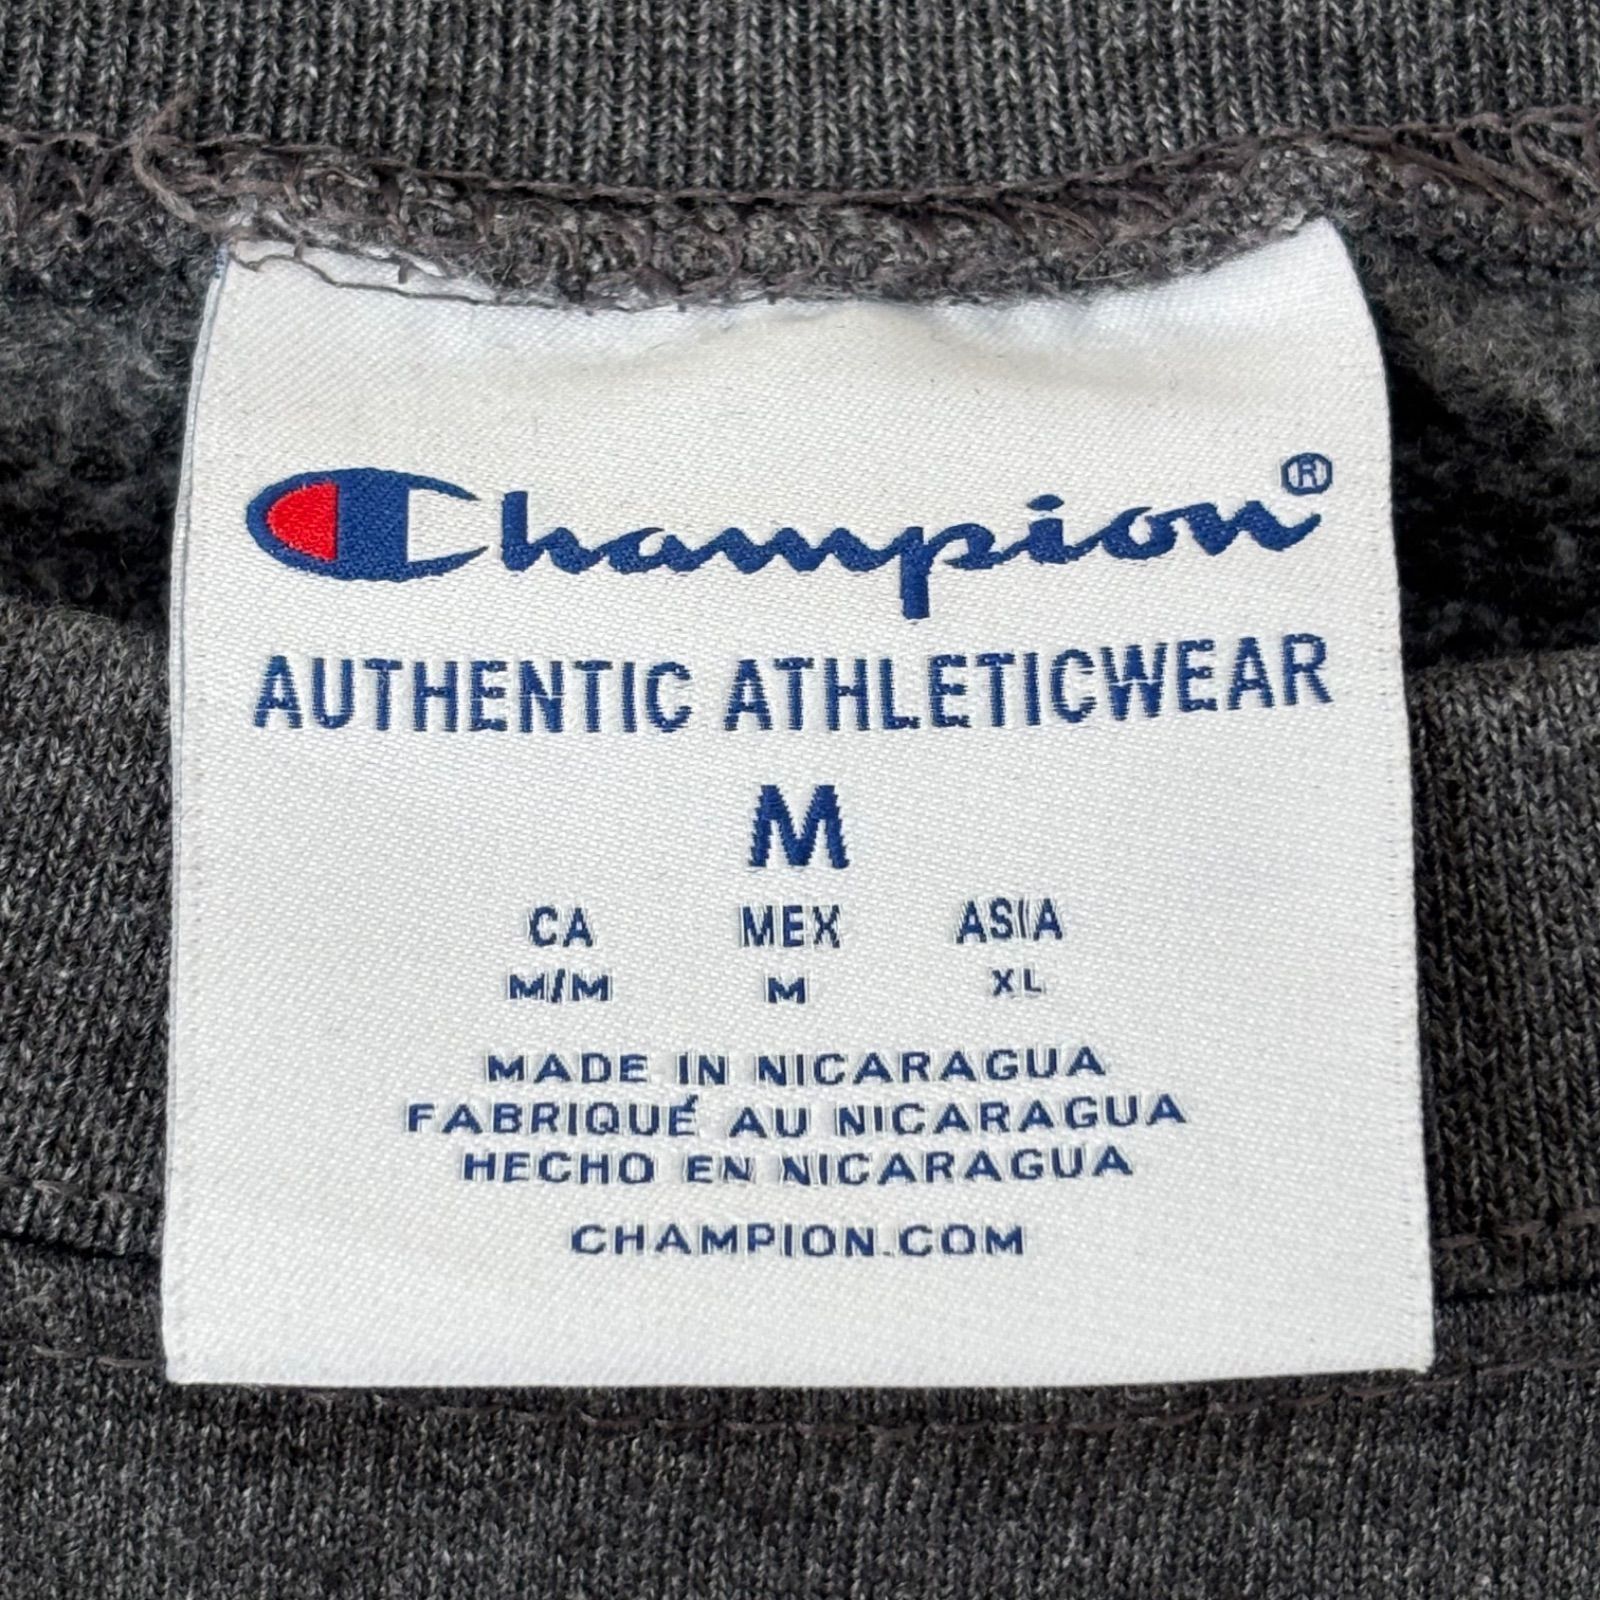 Champion®
AUTHENTIC ATHLETICWEAR
M
CA MEX ASIA
M/M M XL
MADE IN NICARAGUA
FABRIQUÉ AU NICARAGUA
HECHO EN NICARAGUA
CHAMPION.COM